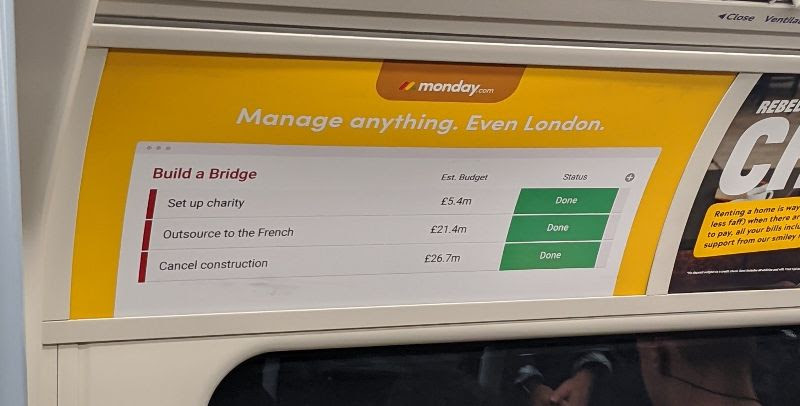 Close Ventila
monday.com
Manage anything. Even London.
Build a Bridge Est. Budget Status
Set up charity £5.4m Done
Outsource to the French £21.4m Done
Cancel construction £26.7m Done
REBEL
Renting a home is way
less faff) when there ar
to pay, all your bills inclu
support from our smiley